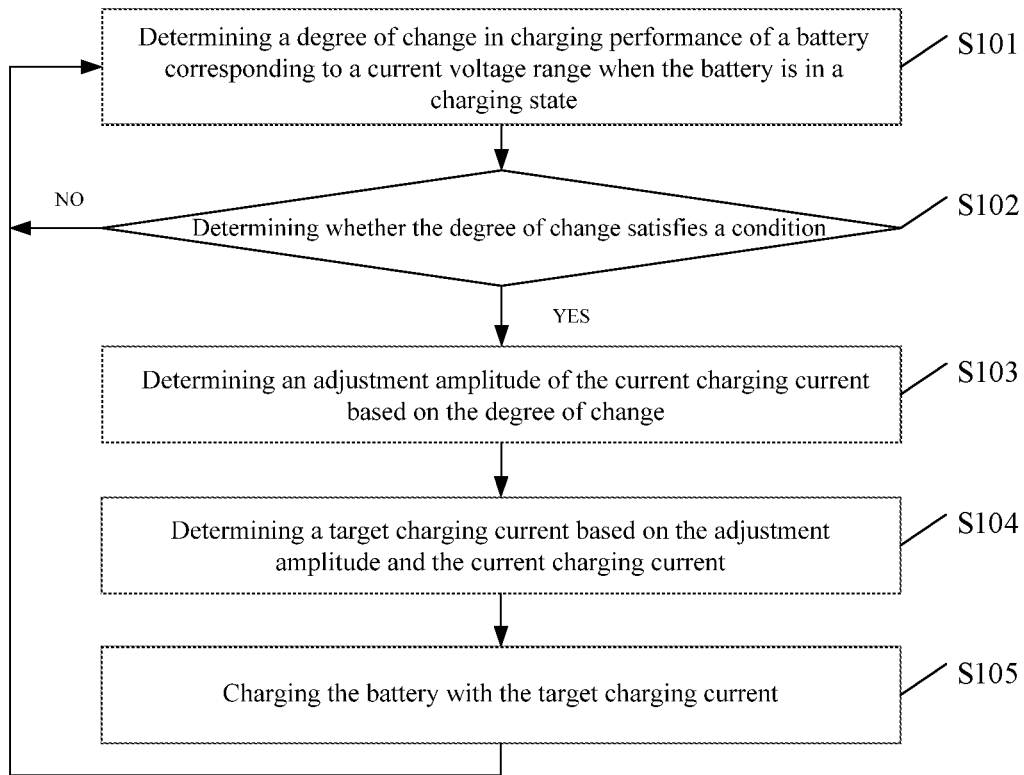 Determining a degree of change in charging performance of a battery
corresponding to a current voltage range when the battery is in a
charging state
S101
NO
Determining whether the degree of change satisfies a condition
S102
YES
Determining an adjustment amplitude of the current charging current
based on the degree of change
S103
Determining a target charging current based on the adjustment
amplitude and the current charging current
S104
Charging the battery with the target charging current
S105